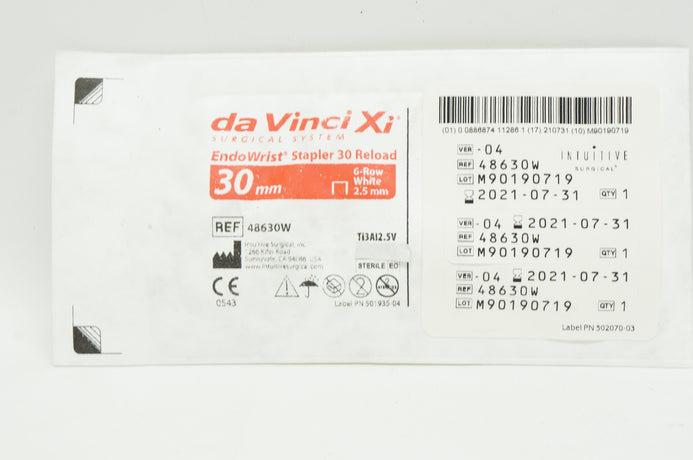 da Vinci Xi®
SURGICAL SYSTEM
EndoWrist® Stapler 30 Reload
30 mm
6-Row
White
2.5 mm
REF 48630W
Ti3Al2.5V
Intuitive Surgical, Inc.
1266 Kifer Road
Sunnyvale, CA 94086 USA
www.intuitivesurgical.com
STERILE EO
CE
0543
Label PN 501935-04
(01) 0 0886874 11286 1 (17) 210731 (10) M90190719
VER -04
INTUITIVE
SURGICAL®
REF 48630W
LOT M90190719
2021-07-31 QTY 1
VER -04 2021-07-31
REF 48630W
LOT M90190719 QTY 1
VER -04 2021-07-31
REF 48630W
LOT M90190719 QTY 1
Label PN 502070-03